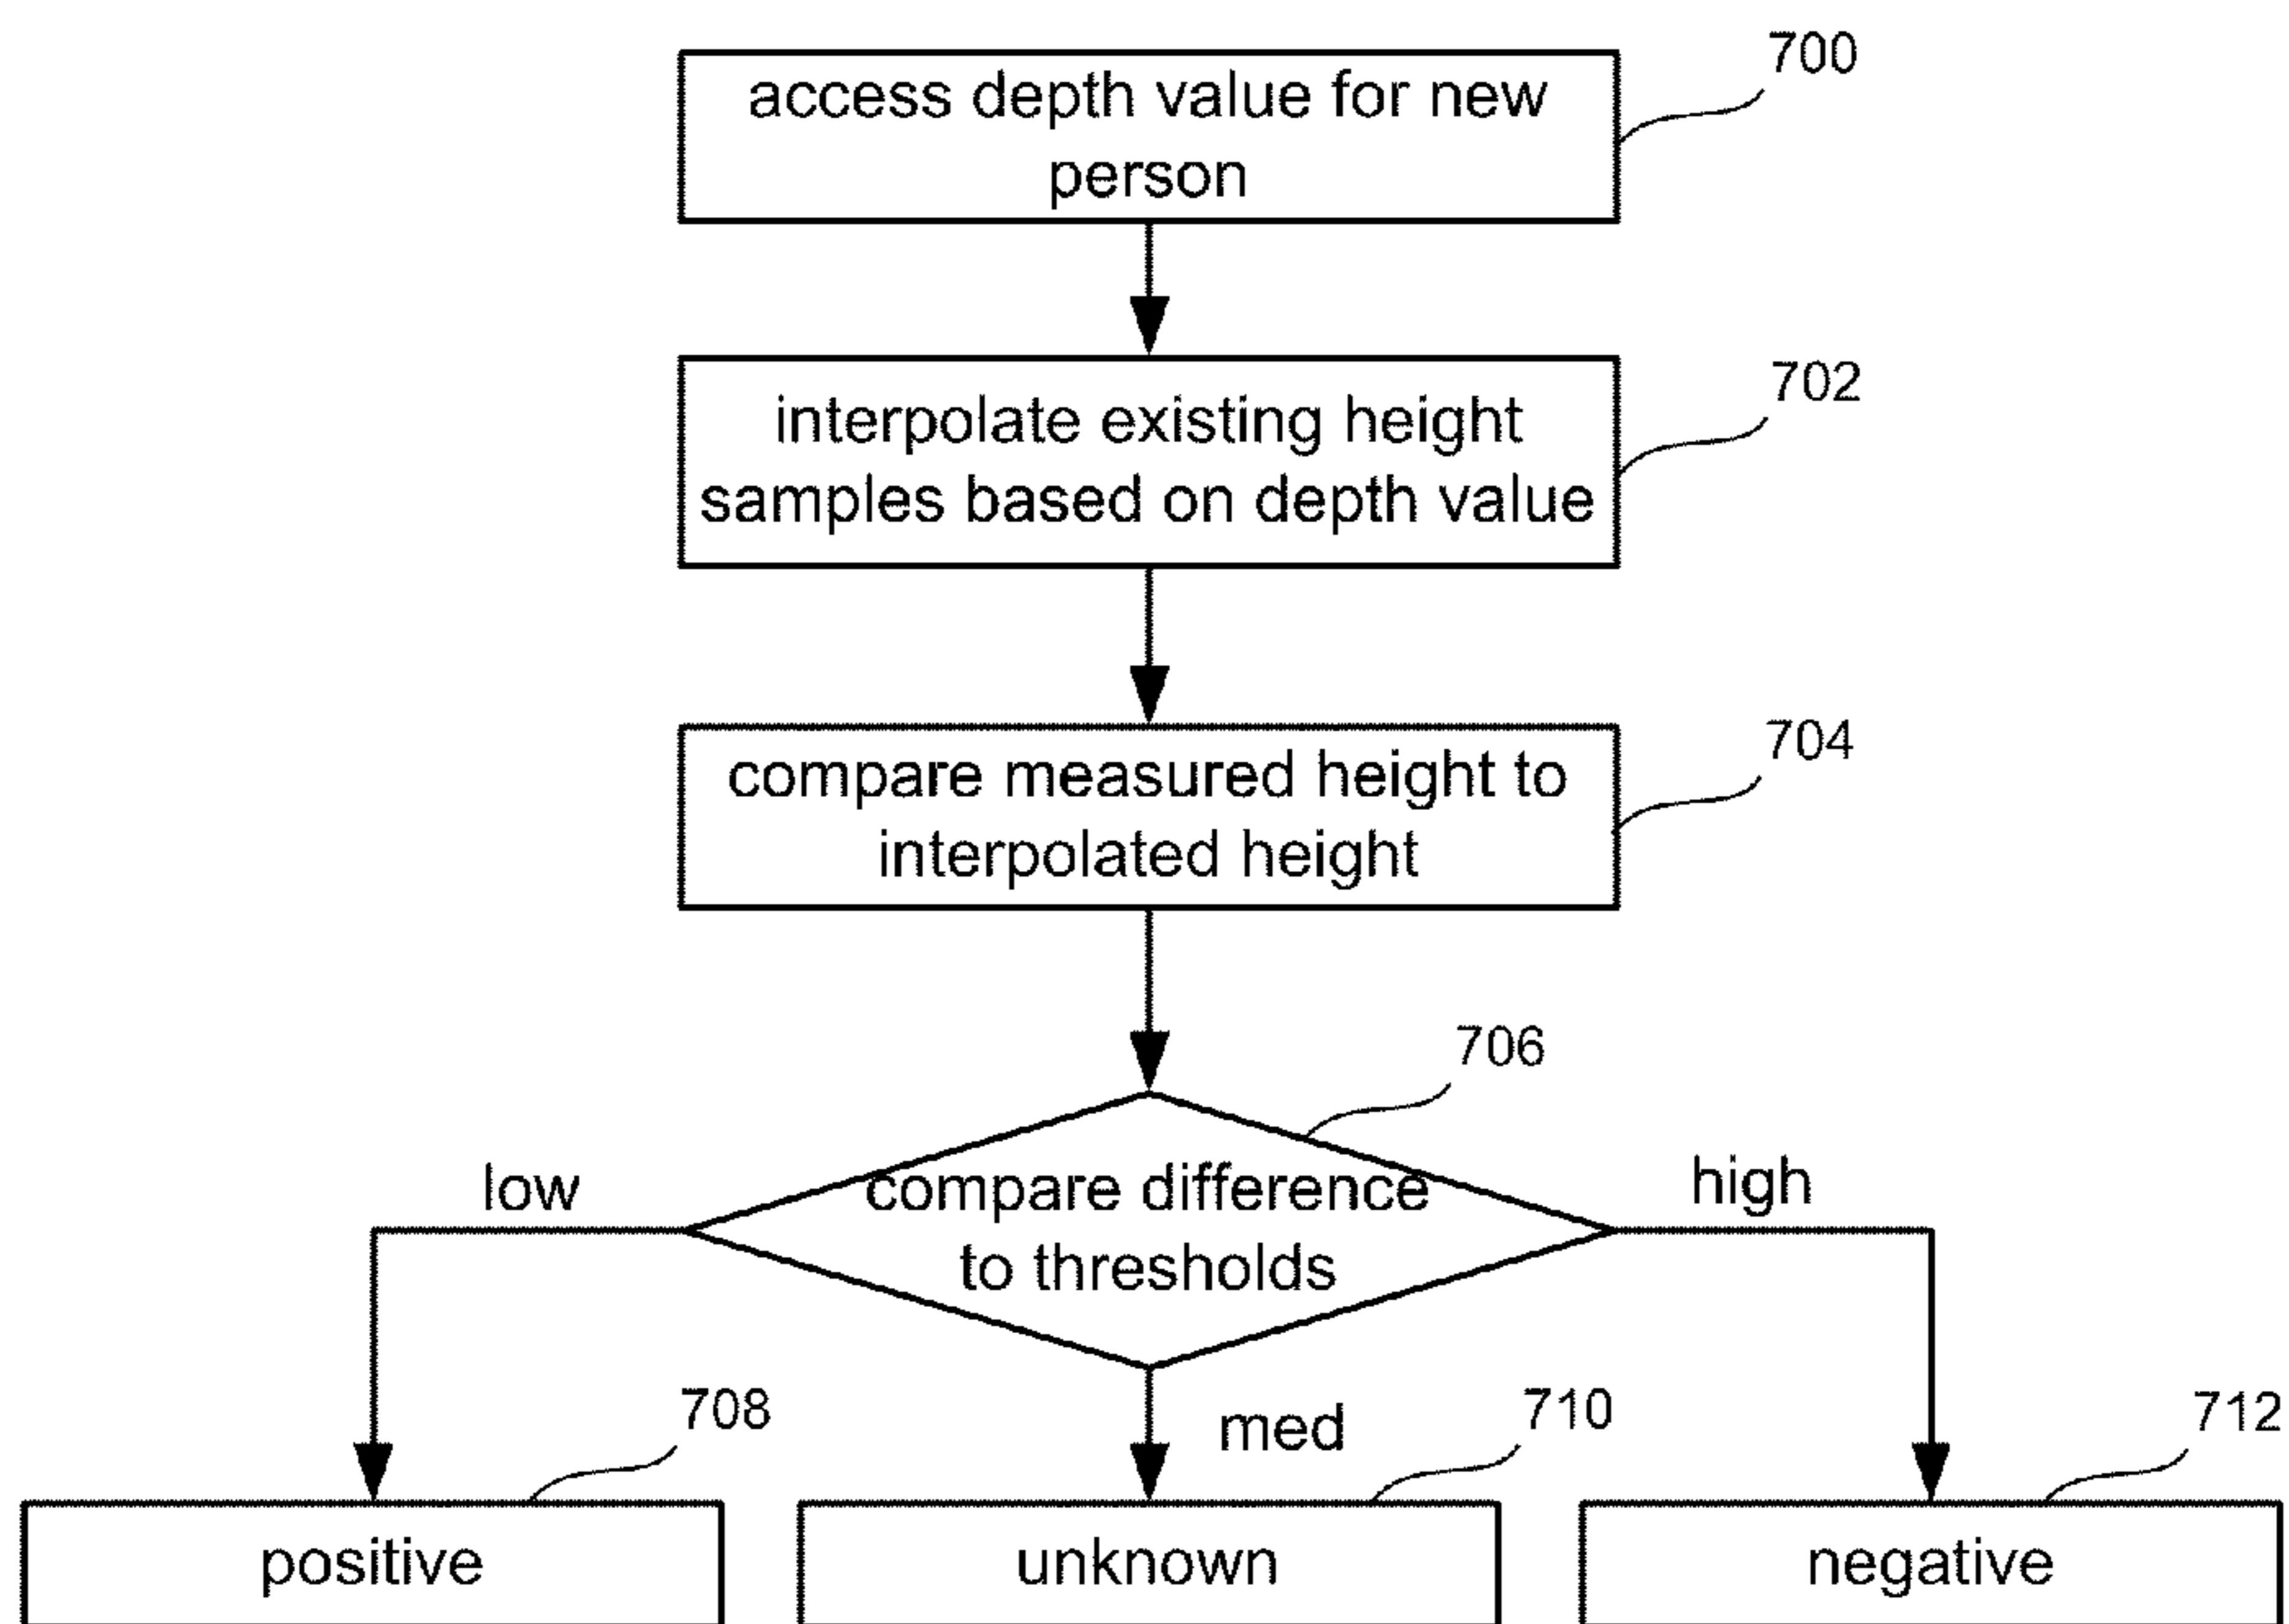 700
access depth value for new
person
702
interpolate existing height
samples based on depth value
704
compare measured height to
interpolated height
706
low
compare difference
to thresholds
high
708
med
710
712
positive
unknown
negative